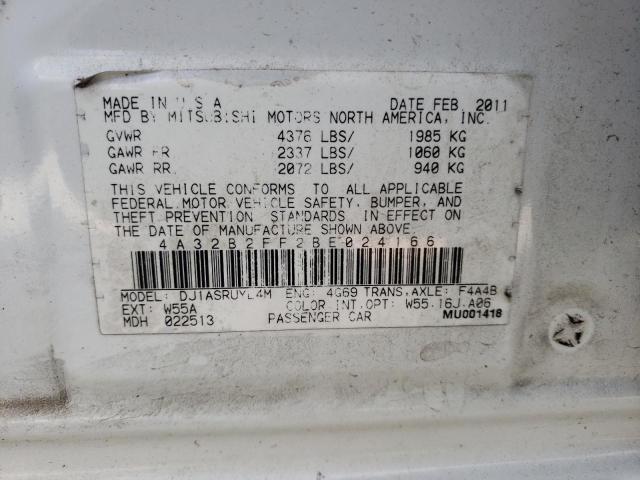 MADE IN U S A DATE FEB 2011
MFD BY MITSUBISHI MOTORS NORTH AMERICA, INC.
GVWR 4376 LBS/ 1985 KG
GAWR FR 2337 LBS/ 1060 KG
GAWR RR 2072 LBS/ 940 KG
THIS VEHICLE CONFORMS TO ALL APPLICABLE
FEDERAL MOTOR VEHICLE SAFETY, BUMPER, AND
THEFT PREVENTION STANDARDS IN EFFECT ON
THE DATE OF MANUFACTURE SHOWN ABOVE.
4A32B2FF2BE024166
MODEL: ENG: 4G69 TRANS.AXLE: F4A4B
EXT: W55A COLOR INT.OPT: W55.16J.A06
MDH 022513 PASSENGER CAR MU001418